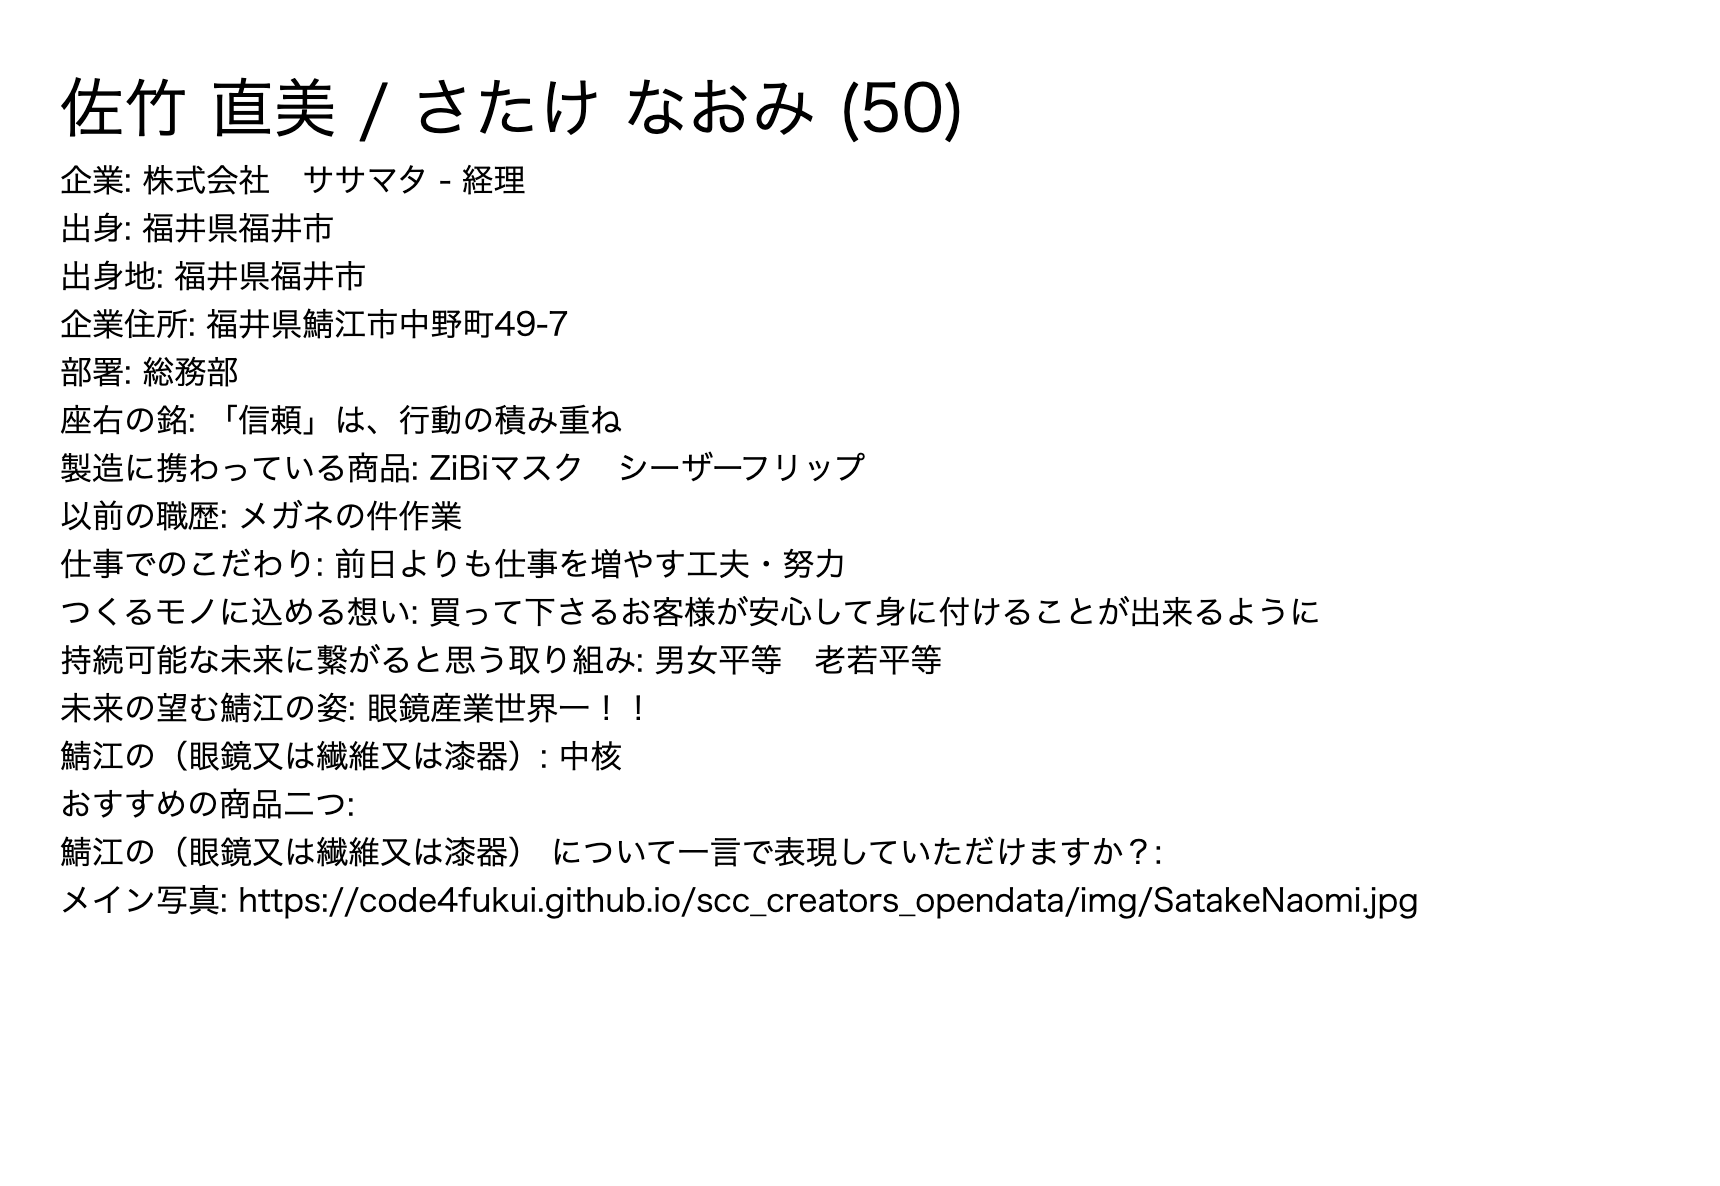 佐竹 直美 / さたけ なおみ (50)
企業: 株式会社　ササマタ - 経理
出身: 福井県福井市
出身地: 福井県福井市
企業住所: 福井県鯖江市中野町49-7
部署: 総務部
座右の銘: 「信頼」は、行動の積み重ね
製造に携わっている商品: ZiBiマスク　シーザーフリップ
以前の職歴: メガネの件作業
仕事でのこだわり: 前日よりも仕事を増やす工夫・努力
つくるモノに込める想い: 買って下さるお客様が安心して身に付けることが出来るように
持続可能な未来に繋がると思う取り組み: 男女平等　老若平等
未来の望む鯖江の姿: 眼鏡産業世界一！！
鯖江の（眼鏡又は繊維又は漆器）: 中核
おすすめの商品二つ:
鯖江の（眼鏡又は繊維又は漆器） について一言で表現していただけますか？:
メイン写真: https://code4fukui.github.io/scc_creators_opendata/img/SatakeNaomi.jpg